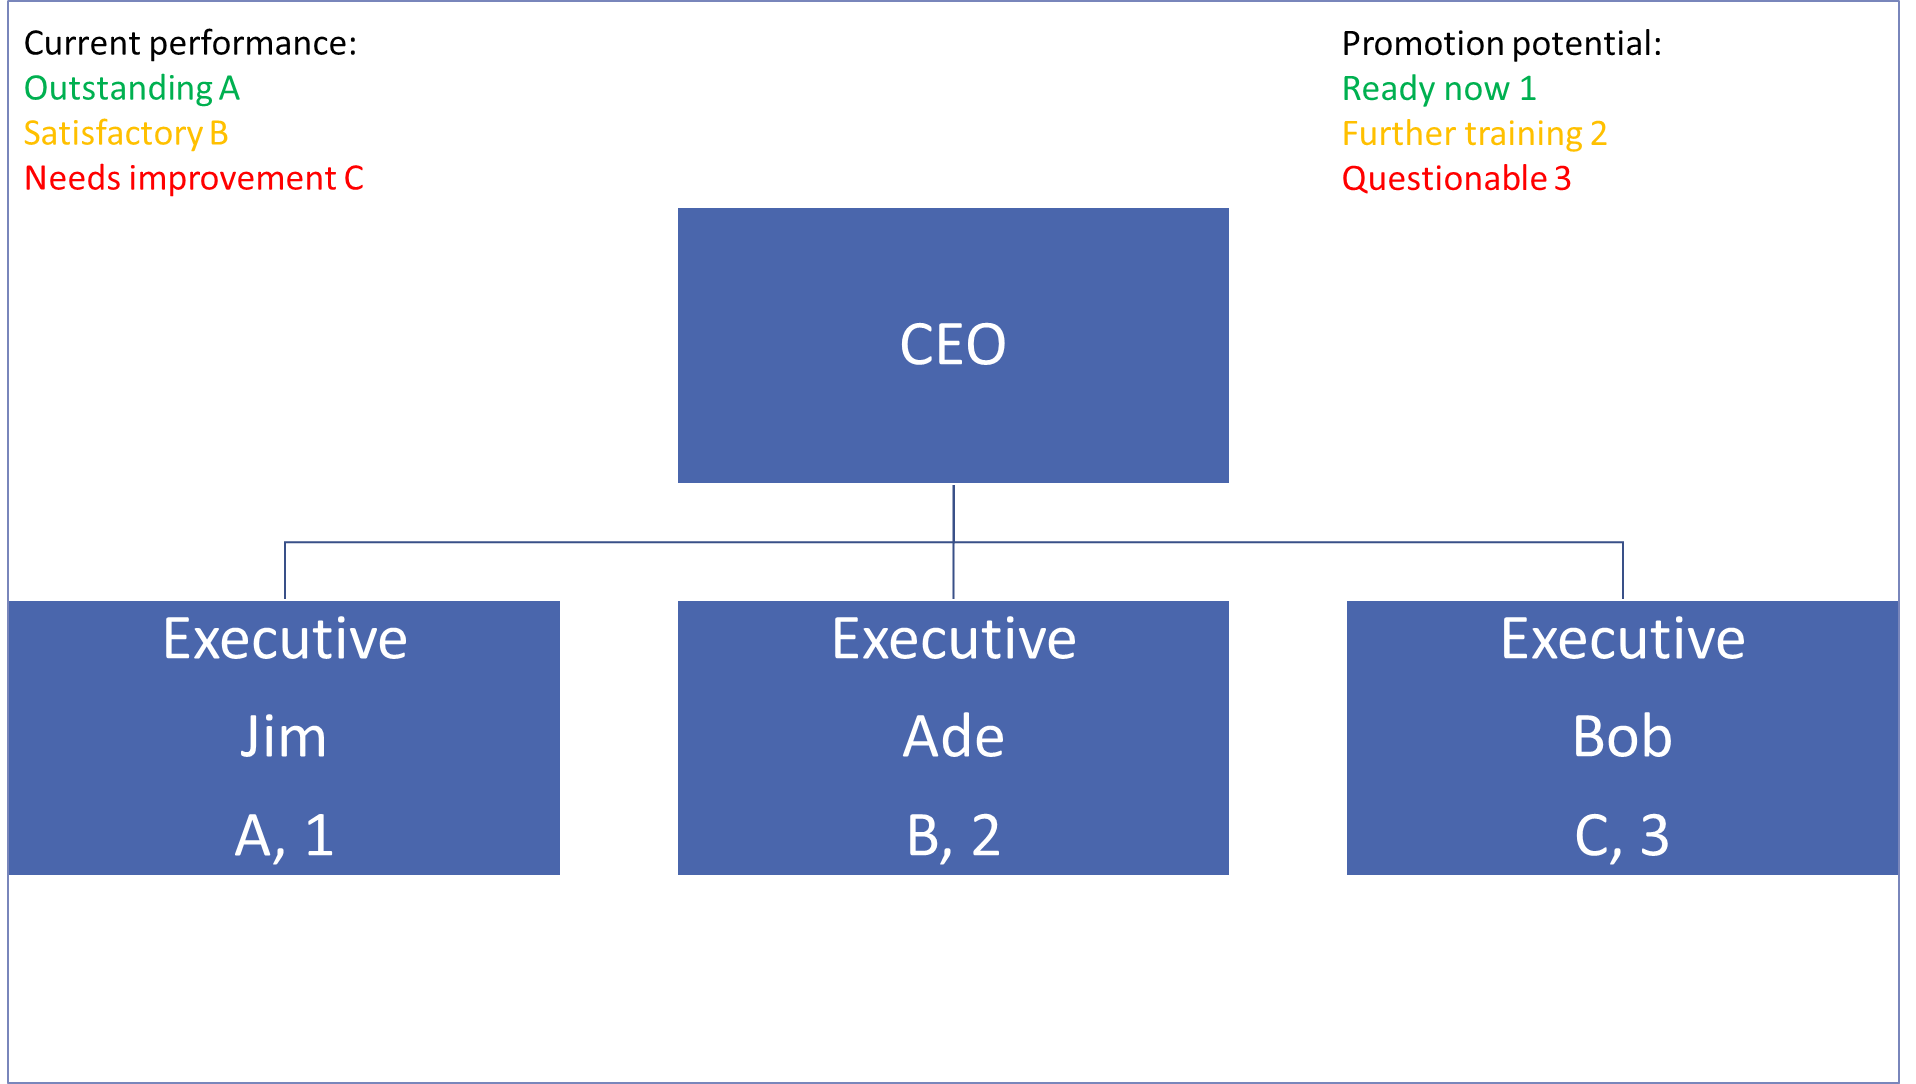 Current performance:
Outstanding A
Satisfactory B
Needs improvement C
Promotion potential:
Ready now 1
Further training 2
Questionable 3
CEO
Executive
Jim
A, 1
Executive
Ade
B, 2
Executive
Bob
C, 3